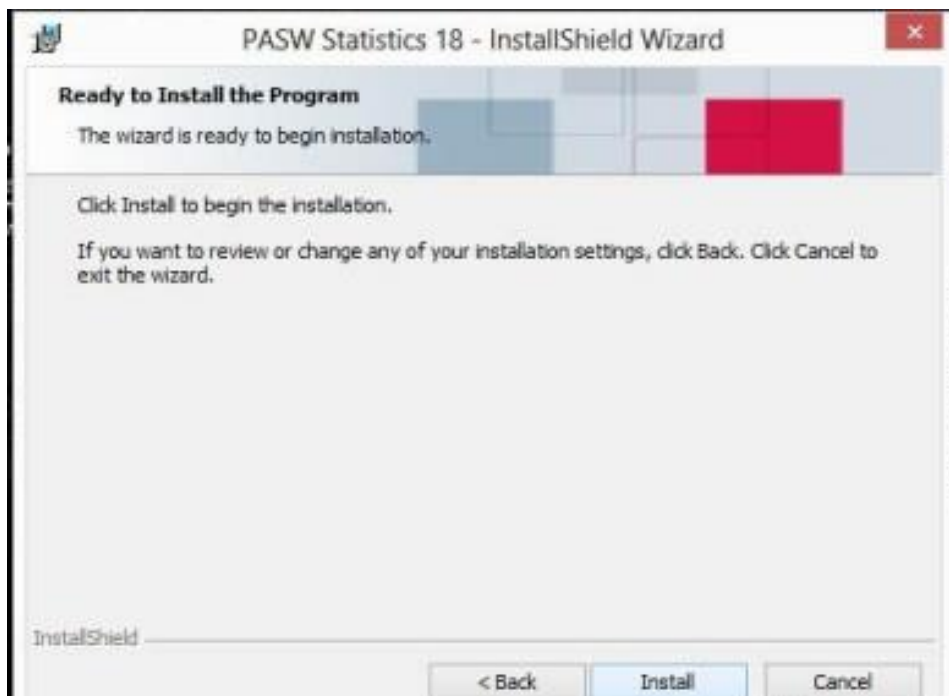 PASW Statistics 18 - InstallShield Wizard
Ready to Install the Program
The wizard is ready to begin installation.
Click Install to begin the installation.
If you want to review or change any of your installation settings, click Back. Click Cancel to
exit the wizard.
InstallShield
< Back
Install
Cancel